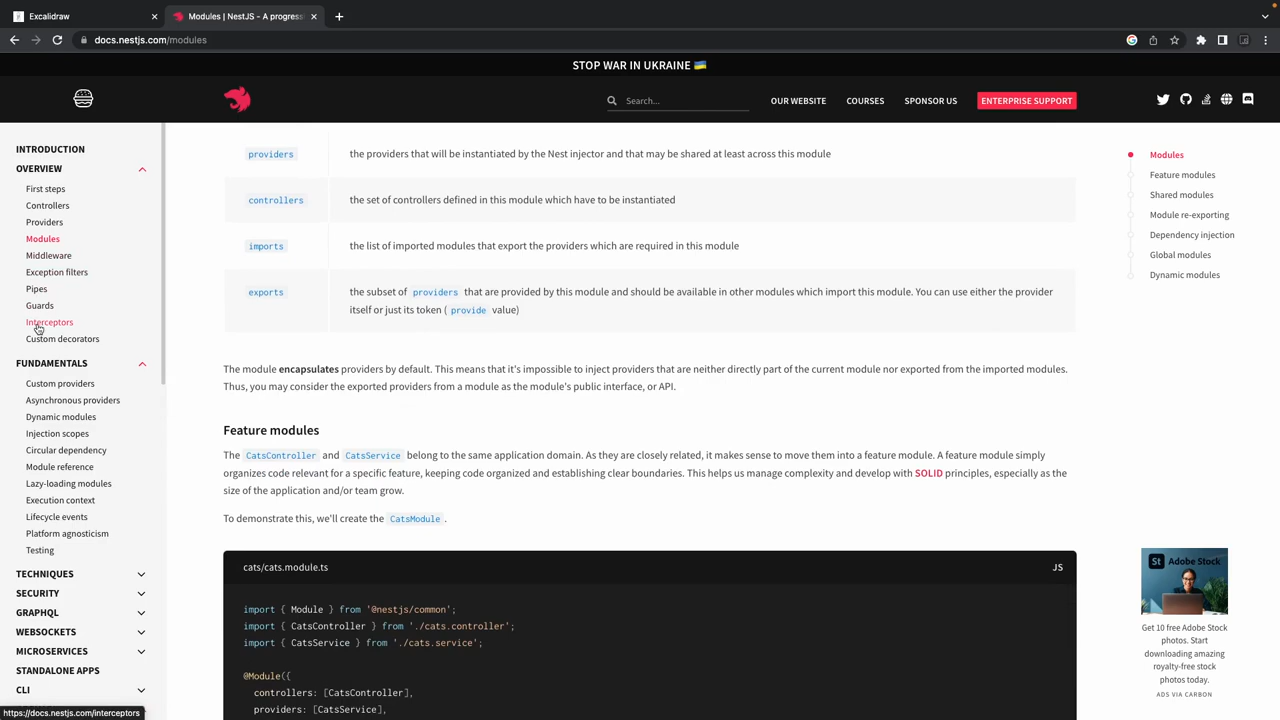 Excalidraw
Modules | NestJS - A progress
docs.nestjs.com/modules
STOP WAR IN UKRAINE 🇺🇦
Search...
OUR WEBSITE
COURSES
SPONSOR US
ENTERPRISE SUPPORT
INTRODUCTION
OVERVIEW
First steps
Controllers
Providers
Modules
Middleware
Exception filters
Pipes
Guards
Interceptors
Custom decorators
FUNDAMENTALS
Custom providers
Asynchronous providers
Dynamic modules
Injection scopes
Circular dependency
Module reference
Lazy-loading modules
Execution context
Lifecycle events
Platform agnosticism
Testing
TECHNIQUES
SECURITY
GRAPHQL
WEBSOCKETS
MICROSERVICES
STANDALONE APPS
CLI
https://docs.nestjs.com/interceptors
providers the providers that will be instantiated by the Nest injector and that may be shared at least across this module
controllers the set of controllers defined in this module which have to be instantiated
imports the list of imported modules that export the providers which are required in this module
exports the subset of providers that are provided by this module and should be available in other modules which import this module. You can use either the provider
itself or just its token ( provide value)
The module encapsulates providers by default. This means that it's impossible to inject providers that are neither directly part of the current module nor exported from the imported modules.
Thus, you may consider the exported providers from a module as the module's public interface, or API.
Feature modules
The CatsController and CatsService belong to the same application domain. As they are closely related, it makes sense to move them into a feature module. A feature module simply
organizes code relevant for a specific feature, keeping code organized and establishing clear boundaries. This helps us manage complexity and develop with SOLID principles, especially as the
size of the application and/or team grow.
To demonstrate this, we'll create the CatsModule .
cats/cats.module.ts JS
import { Module } from '@nestjs/common';
import { CatsController } from './cats.controller';
import { CatsService } from './cats.service';
@Module({
controllers: [CatsController],
providers: [CatsService],
Modules
Feature modules
Shared modules
Module re-exporting
Dependency injection
Global modules
Dynamic modules
St Adobe Stock
Get 10 free Adobe Stock
photos. Start
downloading amazing
royalty-free stock
photos today.
ADS VIA CARBON